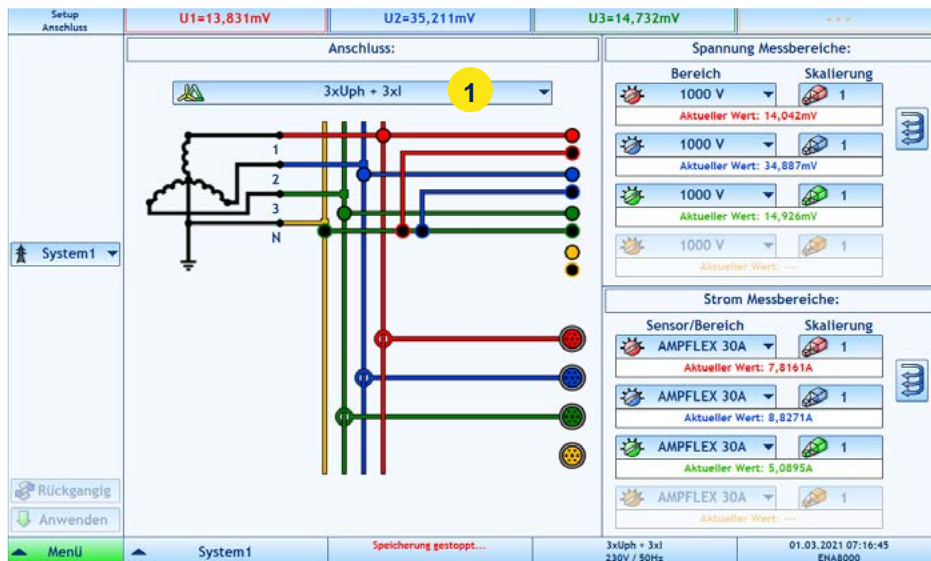 Setup
Anschluss
U1=13,831mV
U2=35,211mV
U3=14,732mV
---
Anschluss:
3xUph + 3xI
1
1
2
3
N
System1
Rückgangig
Anwenden
Spannung Messbereiche:
Bereich
Skalierung
1000 V
1
Aktueller Wert: 14,042mV
1000 V
1
Aktueller Wert: 34,887mV
1000 V
1
Aktueller Wert: 14,926mV
1000 V
1
Aktueller Wert: ---
Strom Messbereiche:
Sensor/Bereich
Skalierung
AMPFLEX 30A
1
Aktueller Wert: 7,8161A
AMPFLEX 30A
1
Aktueller Wert: 8,8271A
AMPFLEX 30A
1
Aktueller Wert: 5,0895A
AMPFLEX 30A
1
Aktueller Wert: ---
Menü
System1
Speicherung gestoppt...
3xUph + 3xI
230V / 50Hz
01.03.2021 07:16:45
ENA8000